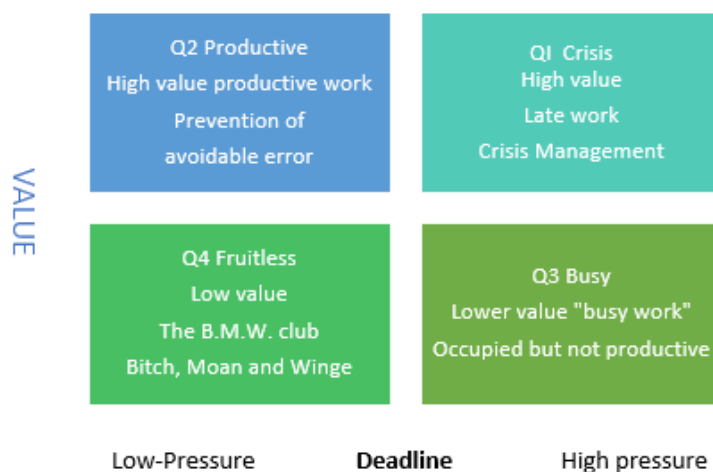 Q2 Productive
High value productive work
Prevention of
avoidable error
QI Crisis
High value
Late work
Crisis Management
VALUE
Q4 Fruitless
Low value
The B.M.W. club
Bitch, Moan and Winge
Q3 Busy
Lower value "busy work"
Occupied but not productive
Low-Pressure Deadline High pressure